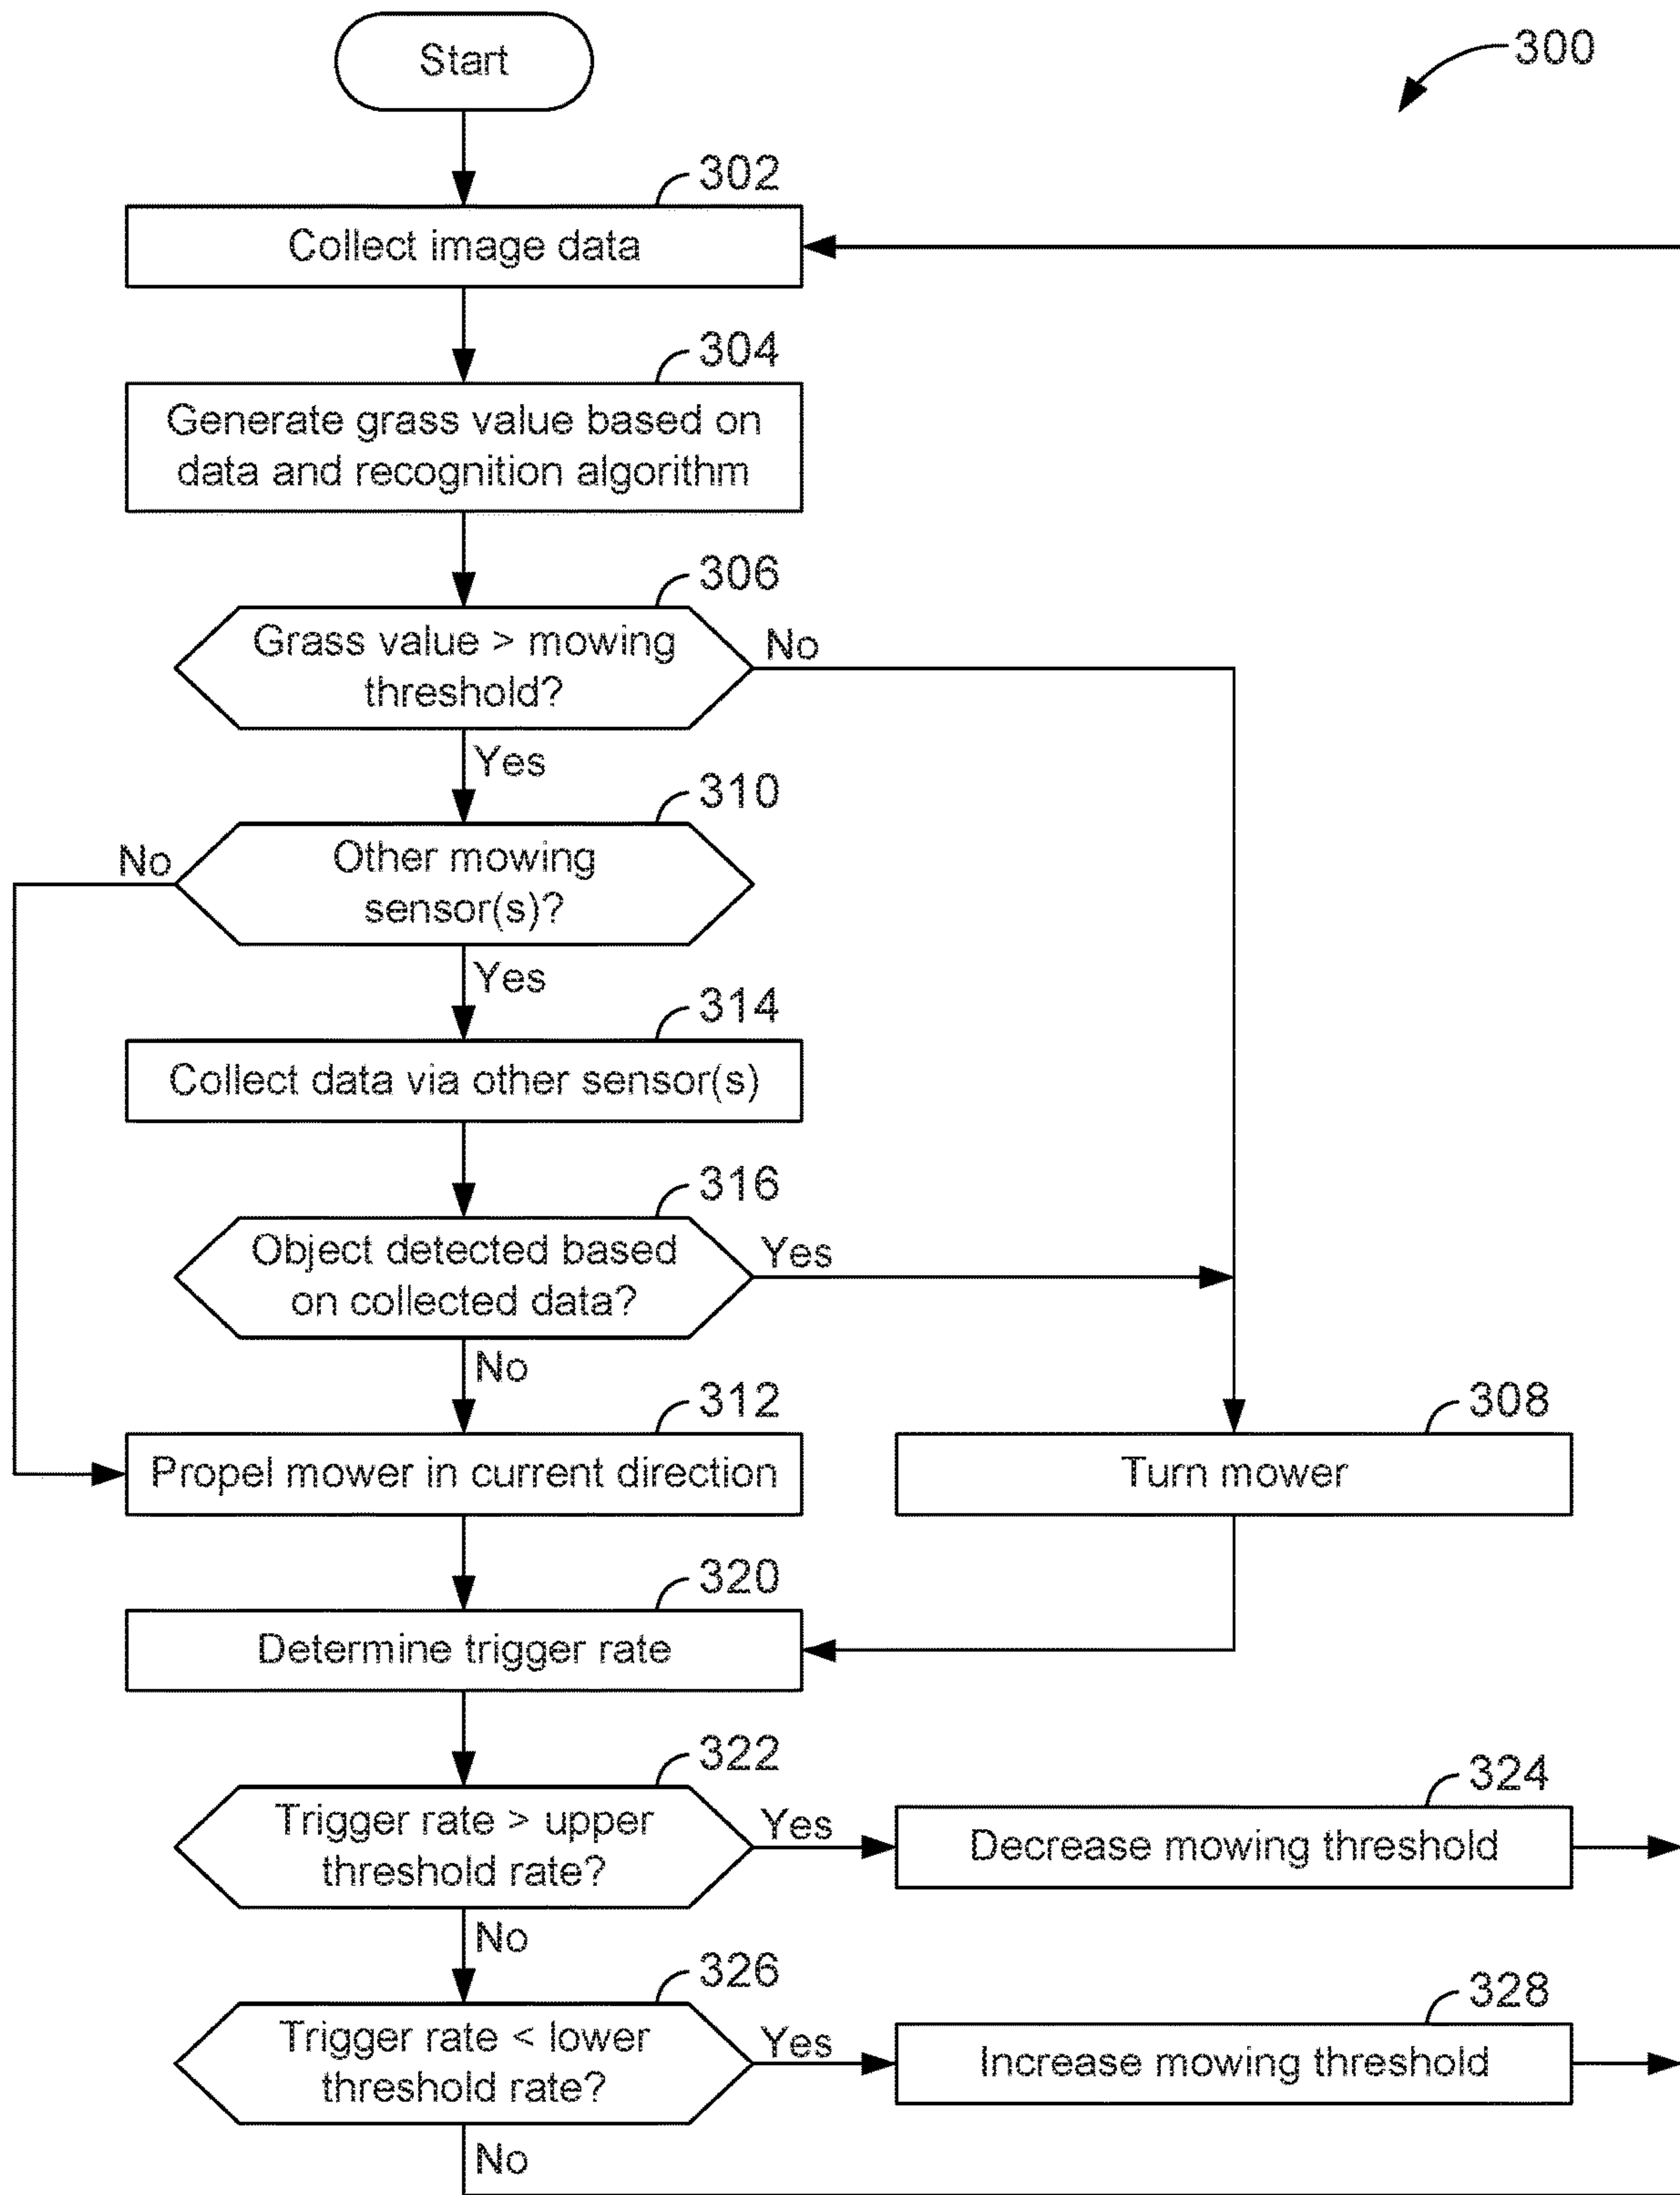 Start
300
302
Collect image data
304
Generate grass value based on
data and recognition algorithm
306
Grass value > mowing
threshold?
No
Yes
310
Other mowing
sensor(s)?
No
Yes
314
Collect data via other sensor(s)
316
Object detected based
on collected data?
Yes
No
312
Propel mower in current direction
308
Turn mower
320
Determine trigger rate
322
Trigger rate > upper
threshold rate?
Yes
324
Decrease mowing threshold
No
326
Trigger rate < lower
threshold rate?
Yes
328
Increase mowing threshold
No